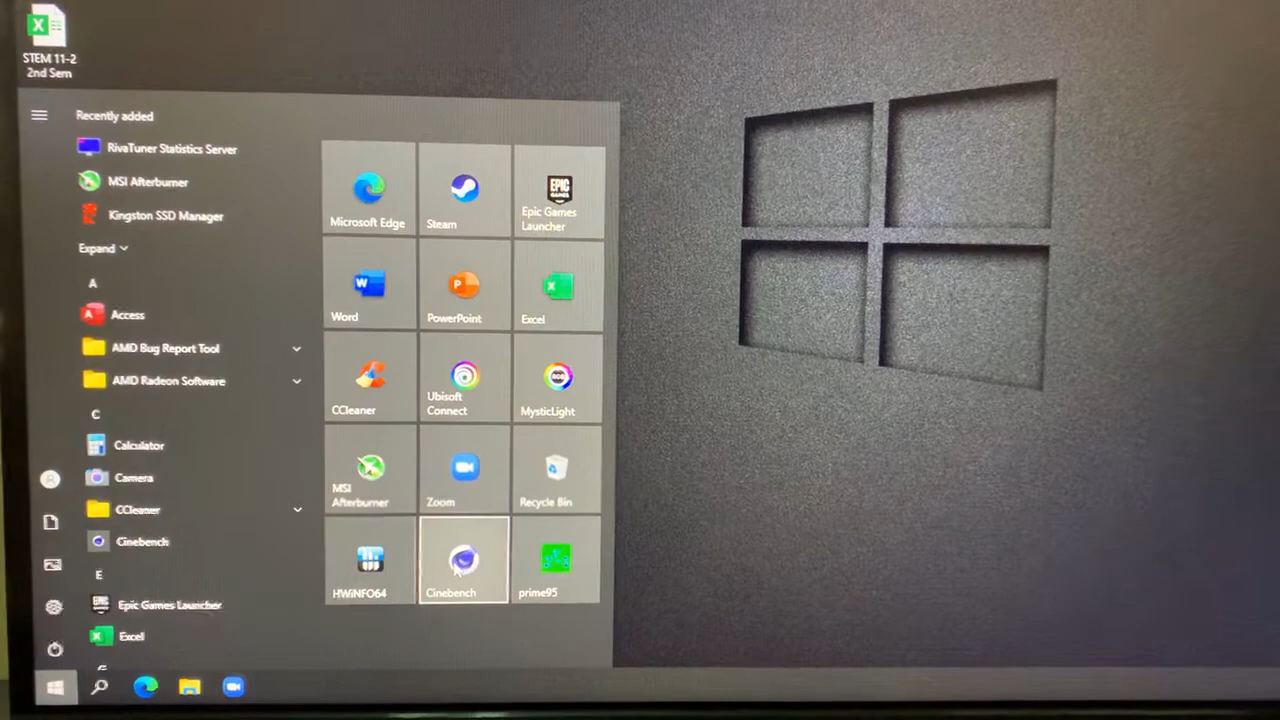 STEM 11-2
2nd Sem
Recently added
RivaTuner Statistics Server
MSI Afterburner
Kingston SSD Manager
Expand
A
Access
AMD Bug Report Tool
AMD Radeon Software
C
Calculator
Camera
CCleaner
Cinebench
E
Epic Games Launcher
Excel
Microsoft Edge
Steam
EPIC
GAMES
Epic Games
Launcher
Word
PowerPoint
Excel
CCleaner
Ubisoft
Connect
MysticLight
MSI
Afterburner
Zoom
Recycle Bin
HWiNFO64
Cinebench
prime95